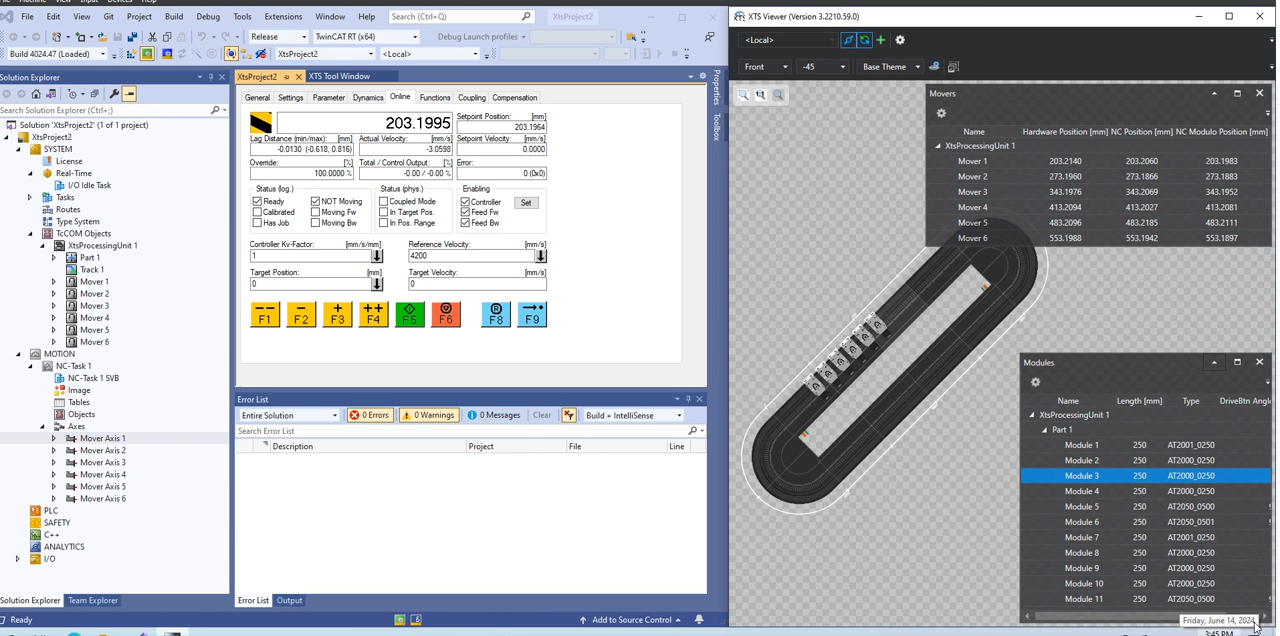 File Edit View Git Project Build Debug Tools Extensions Window Help Search (Ctrl+Q) XtsProject2
Release TwinCAT RT (x64) Debug Launch profiles
Build 4024.47 (Loaded) XtsProject2 <Local>
Solution Explorer
Search Solution Explorer (Ctrl+;)
Solution 'XtsProject2' (1 of 1 project)
XtsProject2
SYSTEM
License
Real-Time
I/O Idle Task
Tasks
Routes
Type System
TcCOM Objects
XtsProcessingUnit 1
Part 1
Track 1
Mover 1
Mover 2
Mover 3
Mover 4
Mover 5
Mover 6
MOTION
NC-Task 1
NC-Task 1 SVB
Image
Tables
Objects
Axes
Mover Axis 1
Mover Axis 2
Mover Axis 3
Mover Axis 4
Mover Axis 5
Mover Axis 6
PLC
SAFETY
C++
ANALYTICS
I/O
Solution Explorer Team Explorer
XtsProject2 XTS Tool Window
General Settings Parameter Dynamics Online Functions Coupling Compensation
203.1995
Setpoint Position: [mm]
203.1964
Lag Distance (min/max): [mm] Actual Velocity: [mm/s] Setpoint Velocity: [mm/s]
-0.0130 (-0.618, 0.816) -3.0598 0.0000
Override: [%] Total / Control Output: [%] Error:
100.0000 % -0.00 / -0.00 % 0 (0x0)
Status (log.) Status (phys.) Enabling
Ready NOT Moving Coupled Mode Controller Set
Calibrated Moving Fw In Target Pos. Feed Fw
Has Job Moving Bw In Pos. Range Feed Bw
Controller Kv-Factor: [mm/s/mm] Reference Velocity: [mm/s]
1 4200
Target Position: [mm] Target Velocity: [mm/s]
0 0
F1 F2 F3 F4 F5 F6 F8 F9
Properties
Toolbox
Error List
Entire Solution 0 Errors 0 Warnings 0 Messages Clear Build + IntelliSense
Search Error List
Description Project File Line
Error List Output
Ready Add to Source Control
XTS Viewer (Version 3.2210.59.0)
<Local>
Front -45 Base Theme
Movers
Name Hardware Position [mm] NC Position [mm] NC Modulo Position [mm]
XtsProcessingUnit 1
Mover 1 203.2140 203.2060 203.1983
Mover 2 273.1960 273.1866 273.1883
Mover 3 343.1976 343.2069 343.1952
Mover 4 413.2094 413.2027 413.2081
Mover 5 483.2096 483.2185 483.2111
Mover 6 553.1988 553.1942 553.1897
Modules
Name Length [mm] Type DriveBtn Angle
XtsProcessingUnit 1
Part 1
Module 1 250 AT2001_0250
Module 2 250 AT2000_0250
Module 3 250 AT2000_0250
Module 4 250 AT2000_0250
Module 5 250 AT2050_0500
Module 6 250 AT2050_0501
Module 7 250 AT2001_0250
Module 8 250 AT2000_0250
Module 9 250 AT2000_0250
Module 10 250 AT2000_0250
Module 11 250 AT2050_0500
Friday, June 14, 2024
3:45 PM